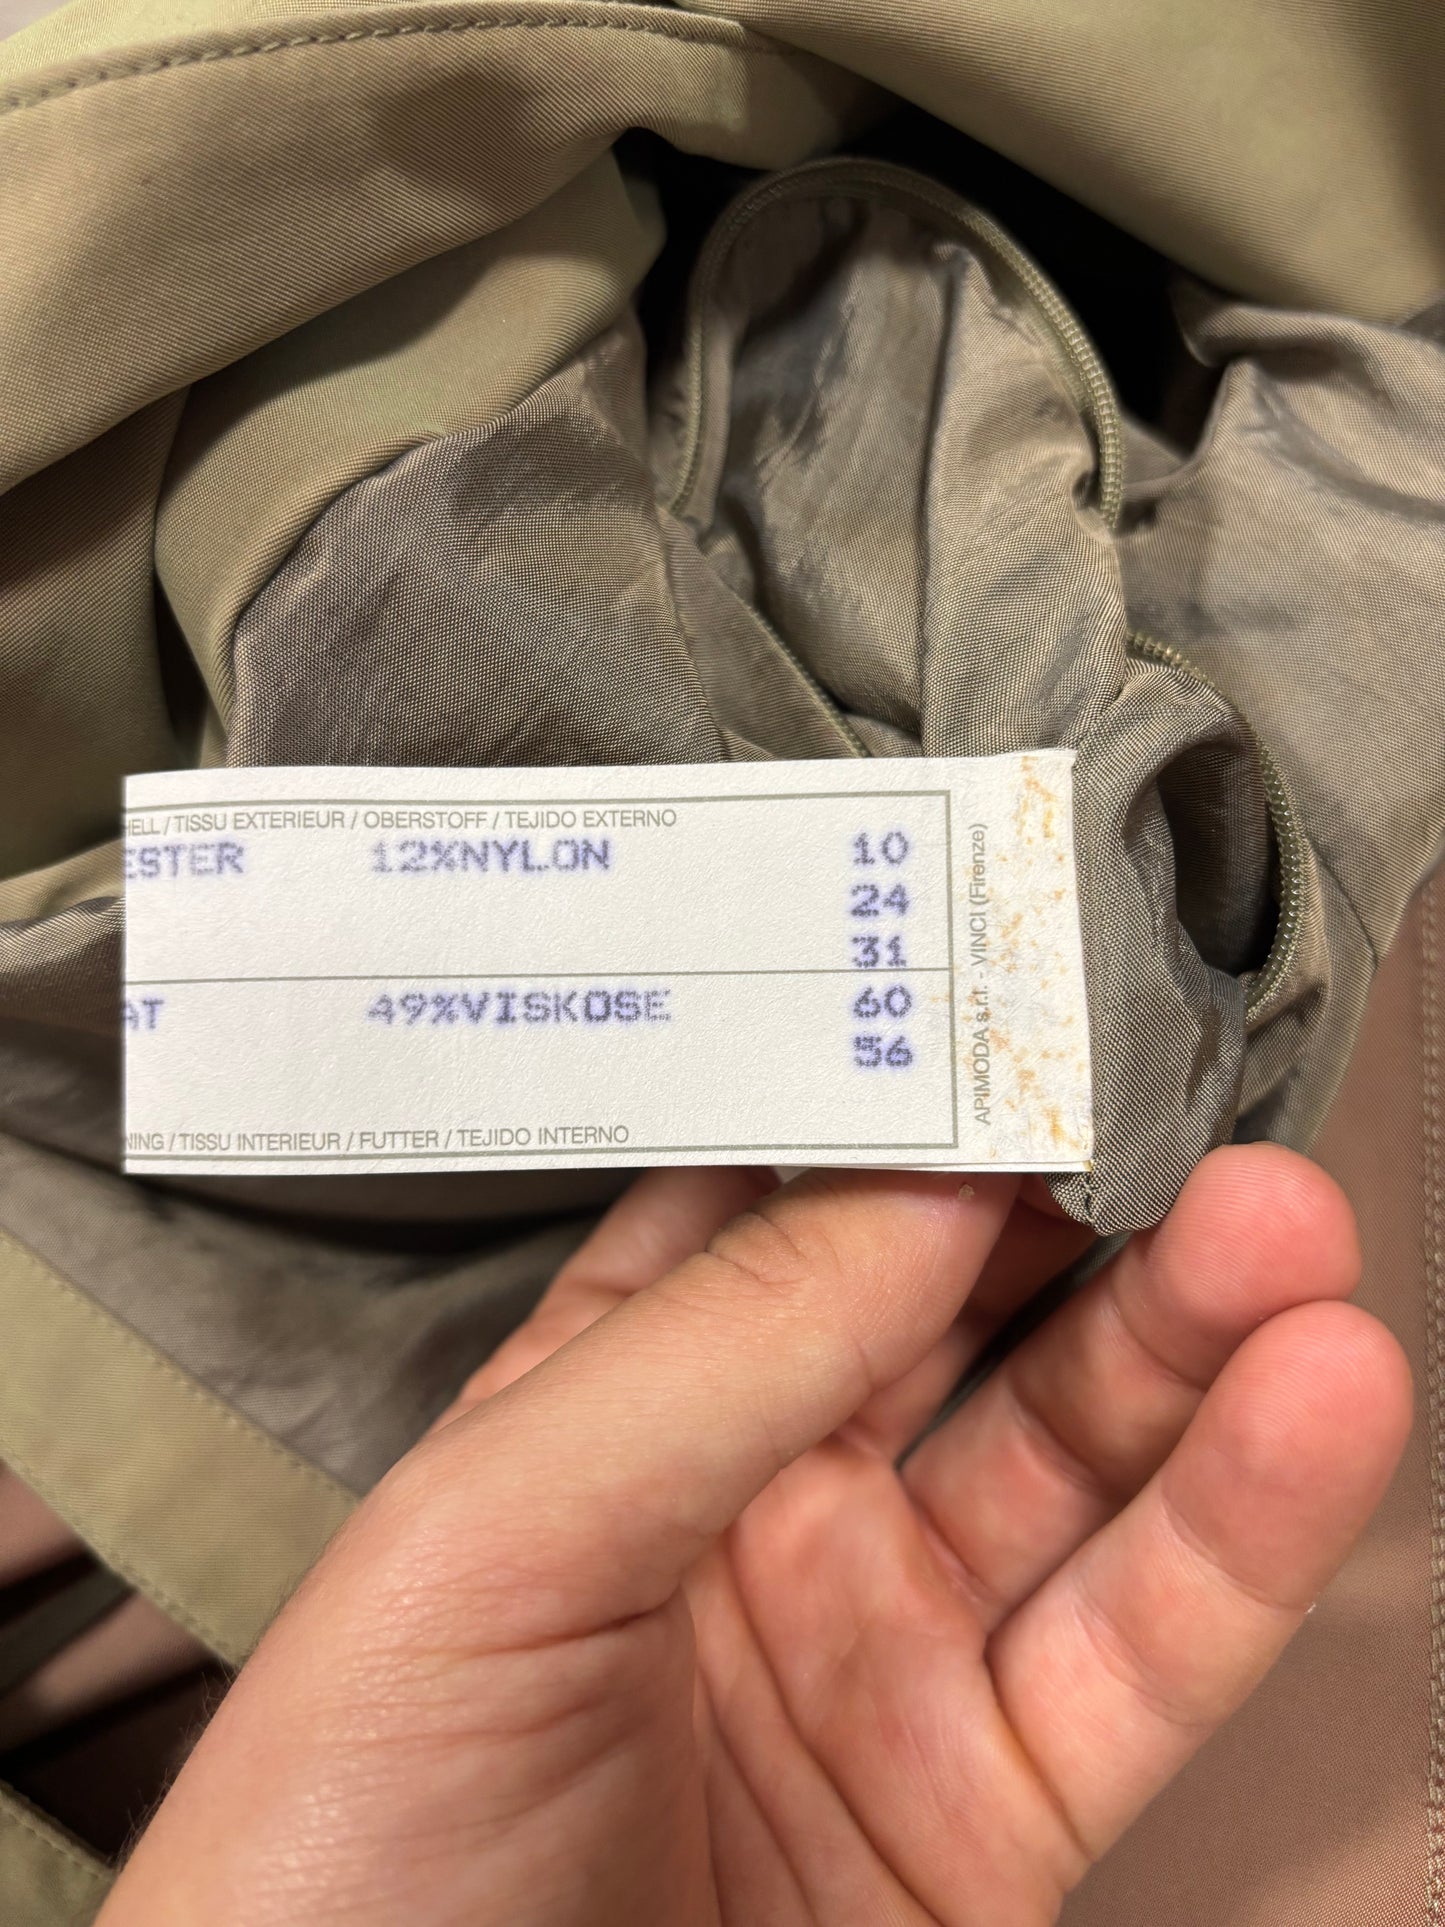 HELL / TISSU EXTERIEUR / OBERSTOFF / TEJIDO EXTERNO
ESTER 12%NYLON 10
24
31
AT 49%VISKOSE 60
56
NING / TISSU INTERIEUR / FUTTER / TEJIDO INTERNO
APIMODA s.r.l. - VINCI (Firenze)